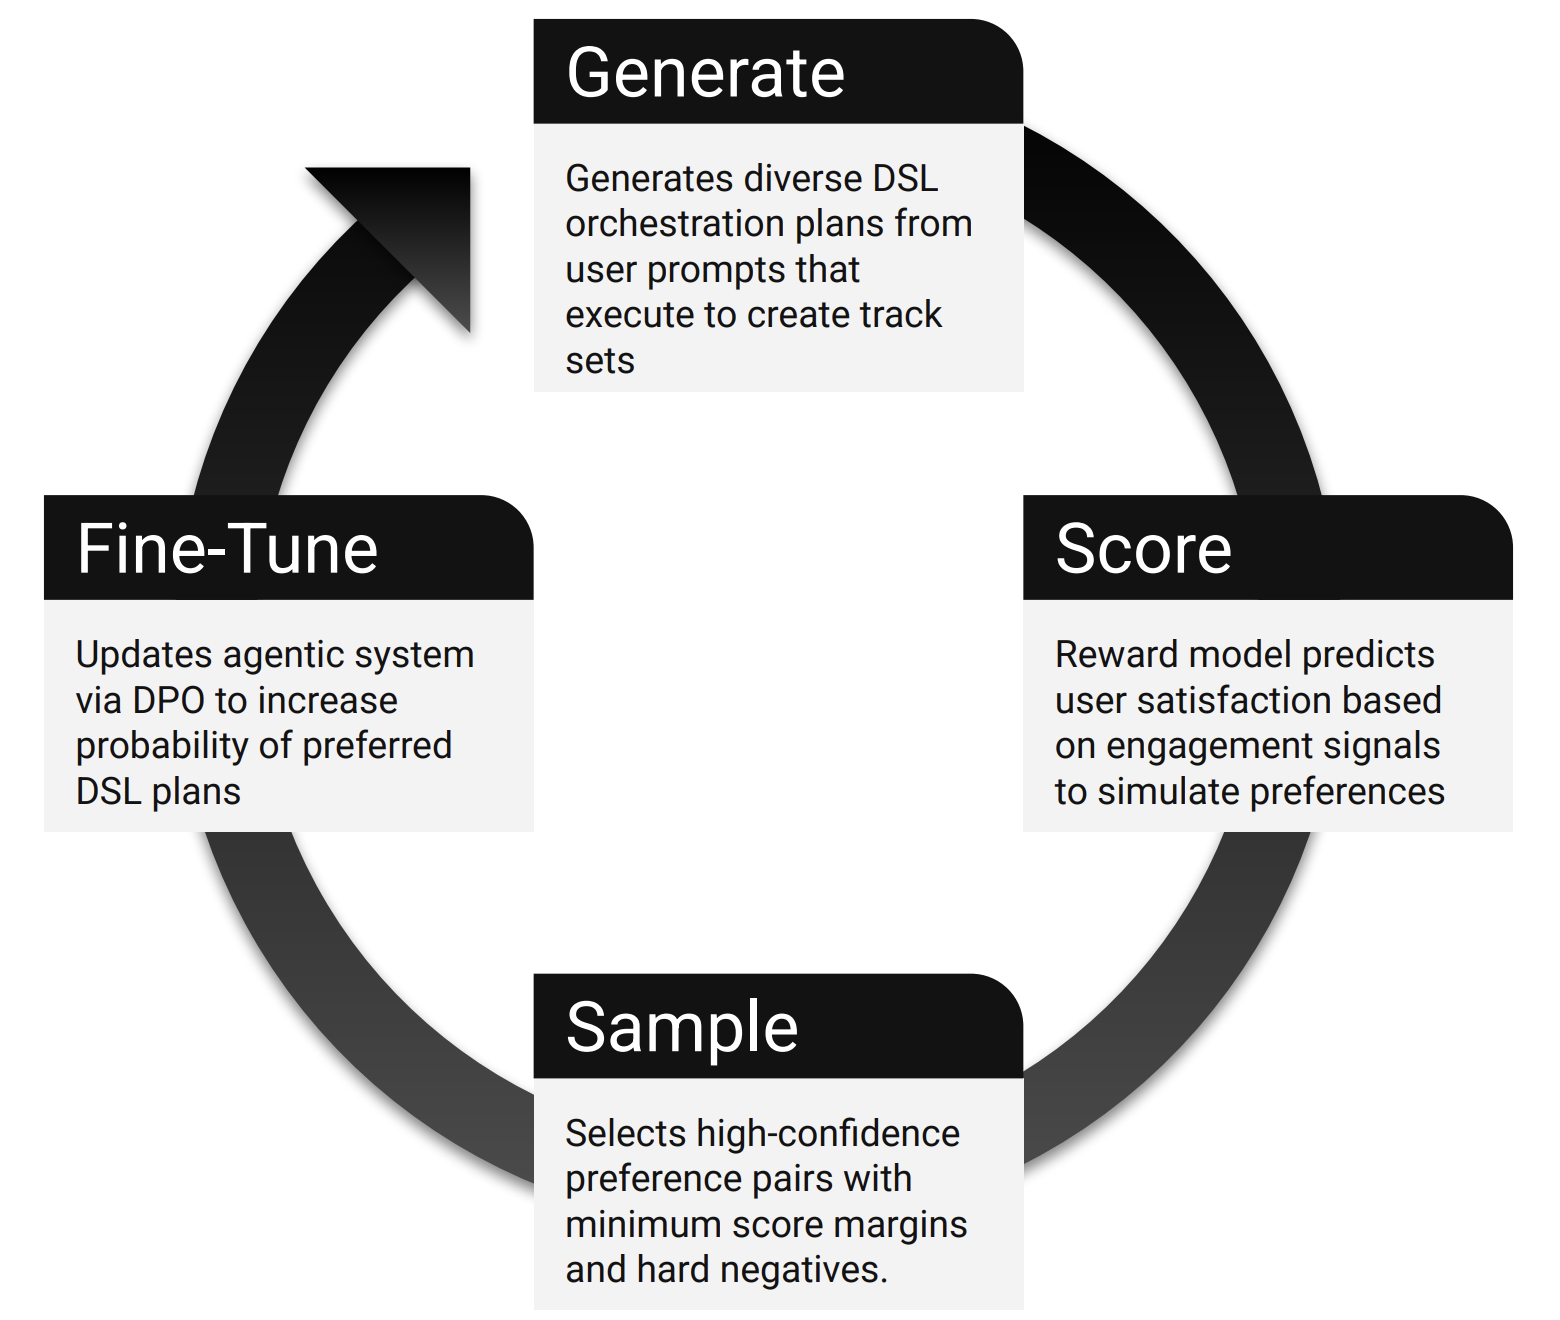 Generate
Generates diverse DSL
orchestration plans from
user prompts that
execute to create track
sets
Score
Reward model predicts
user satisfaction based
on engagement signals
to simulate preferences
Sample
Selects high-confidence
preference pairs with
minimum score margins
and hard negatives.
Fine-Tune
Updates agentic system
via DPO to increase
probability of preferred
DSL plans